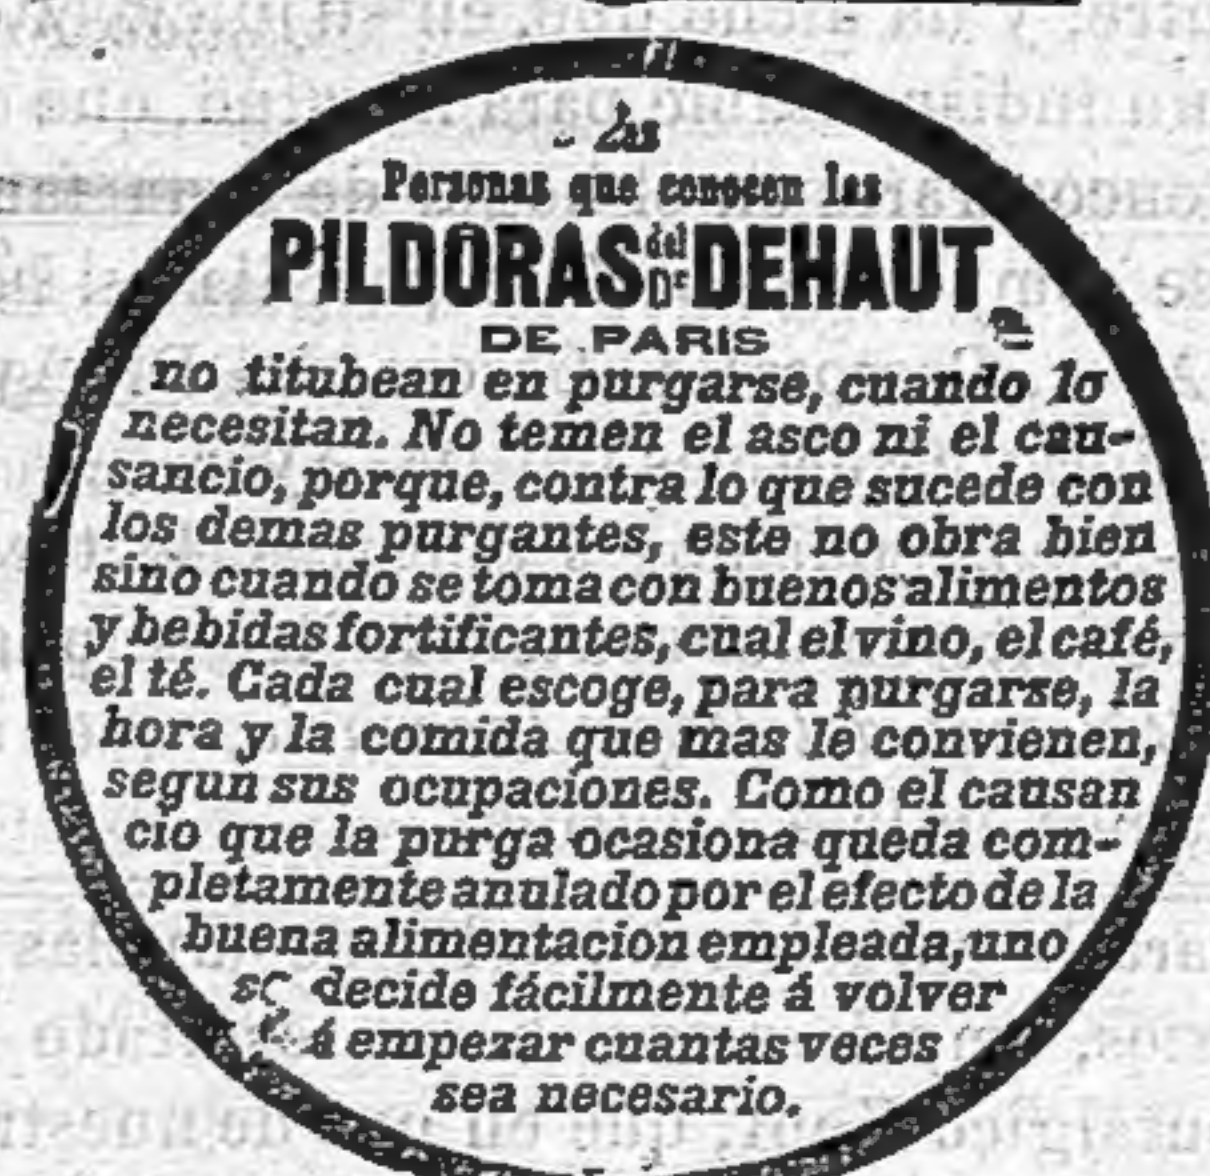 Las
Personas que conocen las
PILDORAS del Dr DEHAUT
DE PARIS
no titubean en purgarse, cuando lo
necesitan. No temen el asco ni el cau-
sancio, porque, contra lo que sucede con
los demas purgantes, este no obra bien
sino cuando se toma con buenos alimentos
y bebidas fortificantes, cual el vino, el café,
el té. Cada cual escoge, para purgarse, la
hora y la comida que mas le convienen,
segun sus ocupaciones. Como el causan
cio que la purga ocasiona queda com-
pletamente anulado por el efecto de la
buena alimentacion empleada, uno
se decide fácilmente á volver
á empezar cuantas veces
sea necesario.